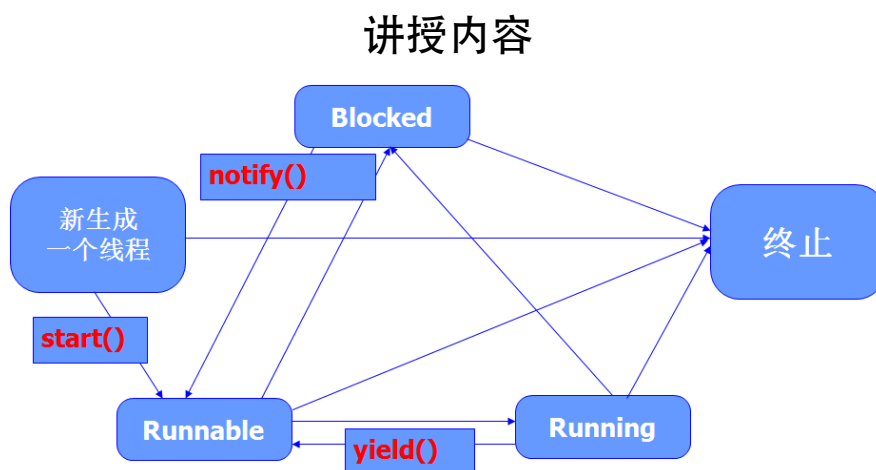 讲授内容
Blocked
notify()
新生成
一个线程
终止
start()
Runnable
yield()
Running